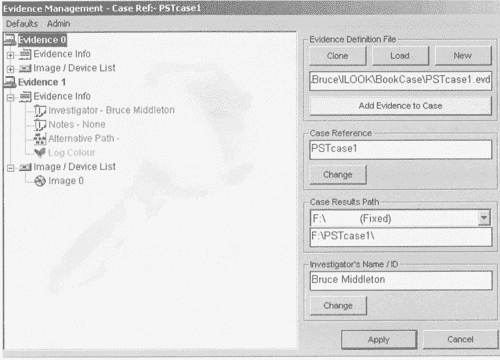 Evidence Management - Case Ref:- PSTcase1
Defaults Admin
Evidence 0
Evidence Info
Image / Device List
Evidence 1
Evidence Info
Investigator - Bruce Middleton
Notes - None
Alternative Path -
Log Colour
Image / Device List
Image 0
Evidence Definition File
Clone Load New
.Bruce\ILOOK\BookCase\PSTcase1.evd
Add Evidence to Case
Case Reference
PSTcase1
Change
Case Results Path
F:\ (Fixed)
F:\PSTcase1\
Investigator's Name / ID
Bruce Middleton
Change
Apply Cancel